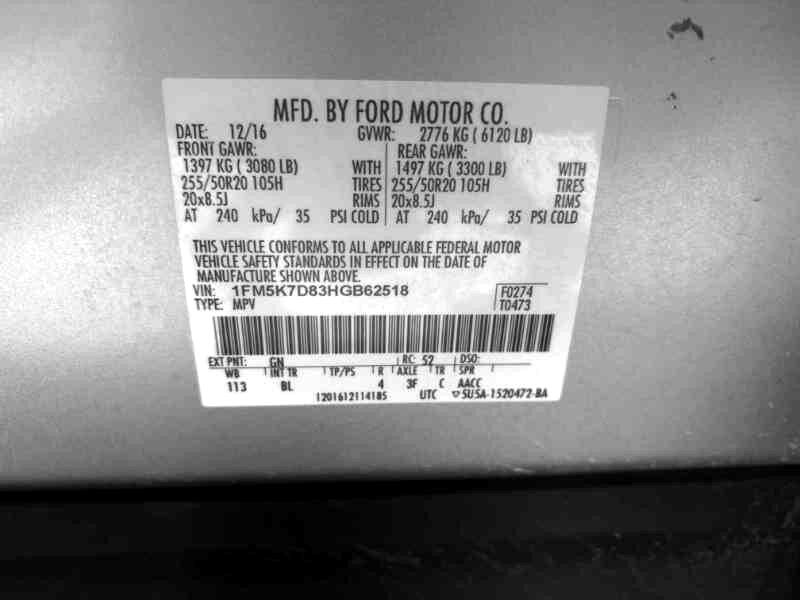 MFD. BY FORD MOTOR CO.
DATE: 12/16 GVWR: 2776 KG ( 6120 LB)
FRONT GAWR: REAR GAWR:
1397 KG ( 3080 LB) WITH 1497 KG ( 3300 LB) WITH
255/50R20 105H TIRES 255/50R20 105H TIRES
20x8.5J RIMS 20x8.5J RIMS
AT 240 kPa/ 35 PSI COLD AT 240 kPa/ 35 PSI COLD
THIS VEHICLE CONFORMS TO ALL APPLICABLE FEDERAL MOTOR
VEHICLE SAFETY STANDARDS IN EFFECT ON THE DATE OF
MANUFACTURE SHOWN ABOVE.
VIN: 1FM5K7D83HGB62518 F0274
TYPE: MPV T0473
EXT PNT: GN RC: 52 DSO:
WB INT TR TP/PS R AXLE TR SPR
113 BL 4 3F C AACC
1201612114185 UTC ▽5U5A-1520472-BA